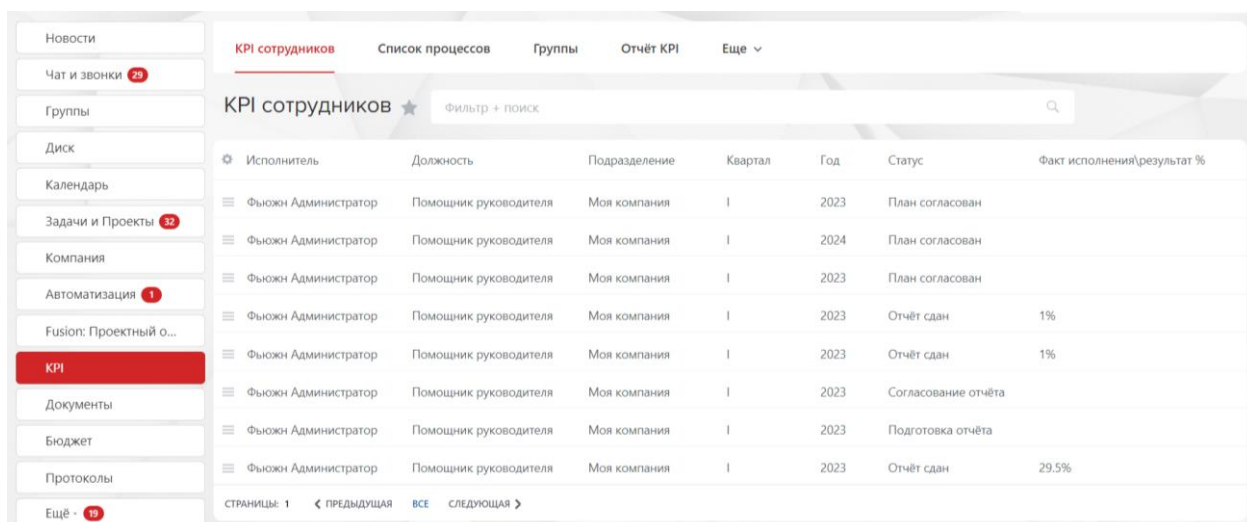 Новости
Чат и звонки 29
Группы
Диск
Календарь
Задачи и Проекты 32
Компания
Автоматизация 1
Fusion: Проектный о...
KPI
Документы
Бюджет
Протоколы
Ещё - 19
KPI сотрудников Список процессов Группы Отчёт KPI Еще
KPI сотрудников Фильтр + поиск
Исполнитель Должность Подразделение Квартал Год Статус Факт исполнения\результат %
Фьюжн Администратор Помощник руководителя Моя компания I 2023 План согласован
Фьюжн Администратор Помощник руководителя Моя компания I 2024 План согласован
Фьюжн Администратор Помощник руководителя Моя компания I 2023 План согласован
Фьюжн Администратор Помощник руководителя Моя компания I 2023 Отчёт сдан 1%
Фьюжн Администратор Помощник руководителя Моя компания I 2023 Отчёт сдан 1%
Фьюжн Администратор Помощник руководителя Моя компания I 2023 Согласование отчёта
Фьюжн Администратор Помощник руководителя Моя компания I 2023 Подготовка отчёта
Фьюжн Администратор Помощник руководителя Моя компания I 2023 Отчёт сдан 29.5%
СТРАНИЦЫ: 1 ПРЕДЫДУЩАЯ ВСЕ СЛЕДУЮЩАЯ